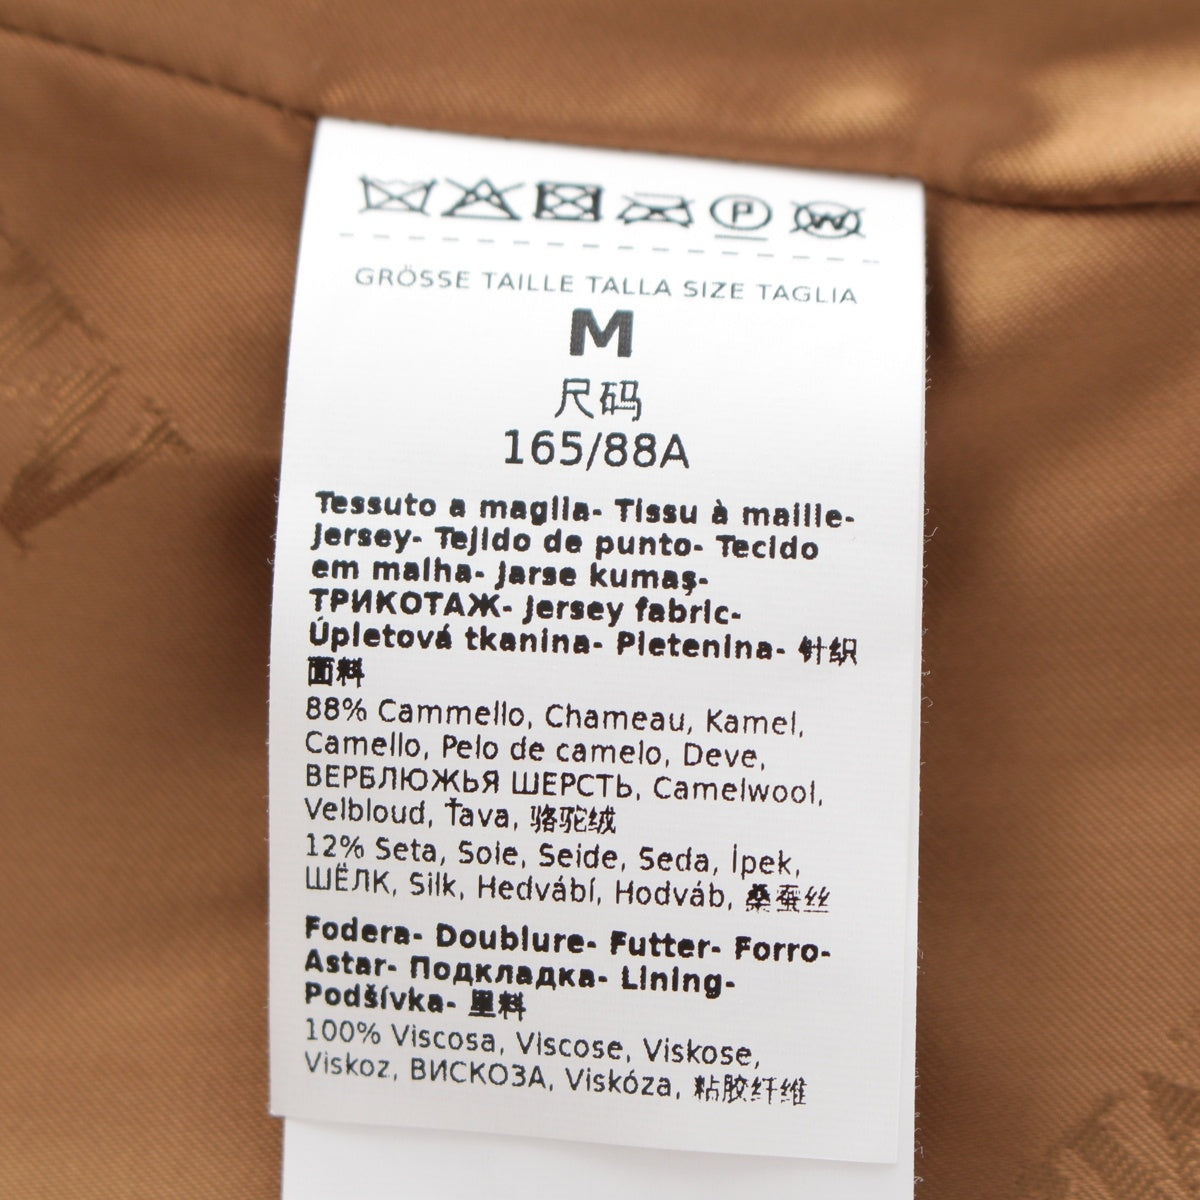 GRÖSSE TAILLE TALLA SIZE TAGLIA
M
尺码
165/88A
Tessuto a maglia- Tissu à maille-
Jersey- Tejido de punto- Tecido
em malha- Jarse kumaş-
ТРИКОТАЖ- Jersey fabric-
Úpletová tkanina- Pletenina- 针织
面料
88% Cammello, Chameau, Kamel,
Camello, Pelo de camelo, Deve,
ВЕРБЛЮЖЬЯ ШЕРСТЬ, Camelwool,
Velbloud, Ťava, 骆驼绒
12% Seta, Soie, Seide, Seda, İpek,
ШЁЛК, Silk, Hedvábí, Hodváb, 桑蚕丝
Fodera- Doublure- Futter- Forro-
Astar- Подкладка- Lining-
Podšívka- 里料
100% Viscosa, Viscose, Viskose,
Viskoz, ВИСКОЗА, Viskóza, 粘胶纤维